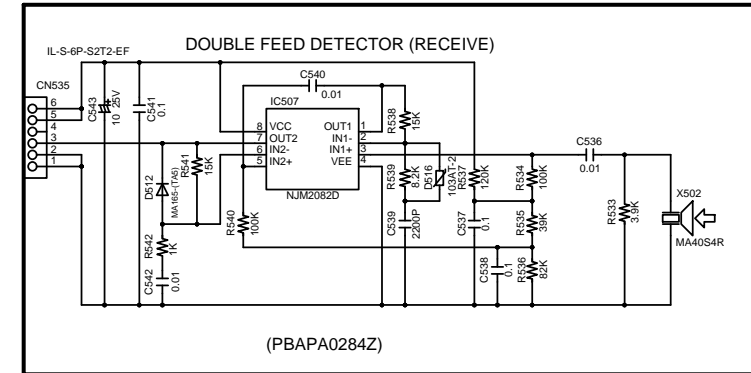 DOUBLE FEED DETECTOR (RECEIVE)
IL-S-6P-S2T2-EF
CN535
6
5
4
3
2
1
C543
10 25V
C541
0.1
C540
0.01
IC507
8 VCC
7 OUT2
6 IN2-
5 IN2+
OUT1 1
IN1- 2
IN1+ 3
VEE 4
NJM2082D
R538
15K
R541
15K
D512
MA165-(TA5)
R542
1K
C542
0.01
R540
100K
R539
8.2K
D516
103AT-2
C539
2200P
R537
120K
C537
0.1
R534
100K
R535
39K
C538
0.1
R536
82K
C536
0.01
R533
3.9K
X502
MA40S4R
(PBAPA0284Z)